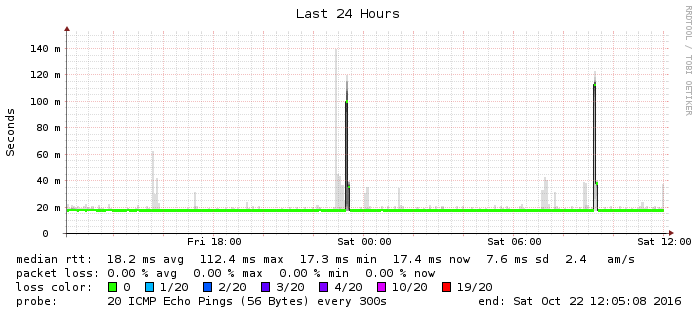 Last 24 Hours
RRDTOOL / TOBI OETIKER
Seconds
140 m
120 m
100 m
80 m
60 m
40 m
20 m
0
Fri 18:00 Sat 00:00 Sat 06:00 Sat 12:00
median rtt: 18.2 ms avg 112.4 ms max 17.3 ms min 17.4 ms now 7.6 ms sd 2.4 am/s
packet loss: 0.00 % avg 0.00 % max 0.00 % min 0.00 % now
loss color: 0 1/20 2/20 3/20 4/20 10/20 19/20
probe: 20 ICMP Echo Pings (56 Bytes) every 300s end: Sat Oct 22 12:05:08 2016